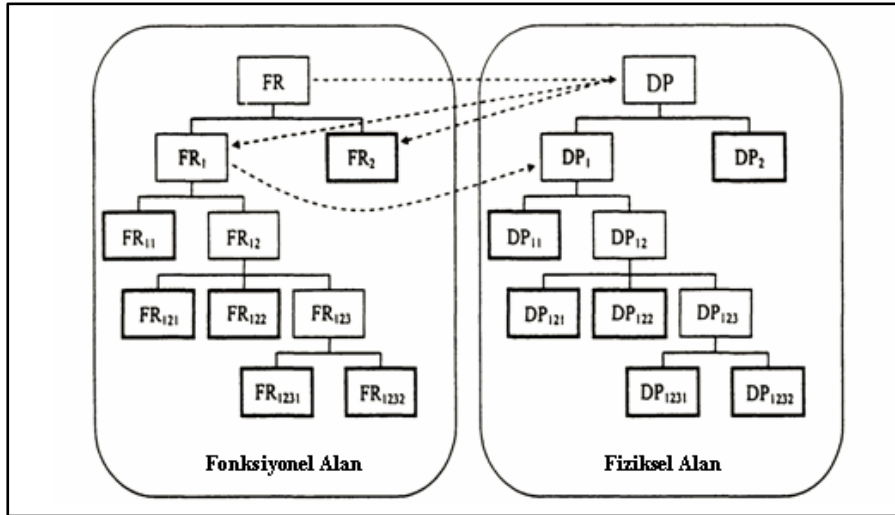 FR DP
FR1 FR2 DP1 DP2
FR11 FR12 DP11 DP12
FR121 FR122 FR123 DP121 DP122 DP123
FR1231 FR1232 DP1231 DP1232
Fonksiyonel Alan Fiziksel Alan